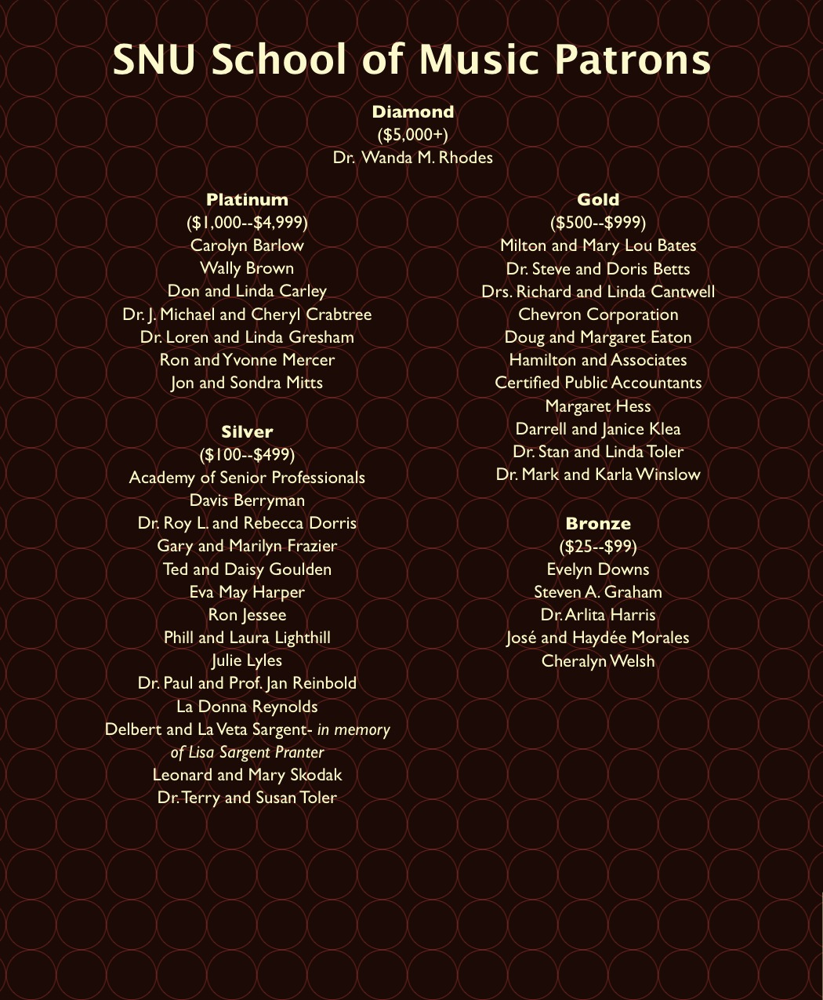 SNU School of Music Patrons
Diamond
($5,000+)
Dr. Wanda M. Rhodes
Platinum
($1,000--$4,999)
Carolyn Barlow
Wally Brown
Don and Linda Carley
Dr. J. Michael and Cheryl Crabtree
Dr. Loren and Linda Gresham
Ron and Yvonne Mercer
Jon and Sondra Mitts
Silver
($100--$499)
Academy of Senior Professionals
Davis Berryman
Dr. Roy L. and Rebecca Dorris
Gary and Marilyn Frazier
Ted and Daisy Goulden
Eva May Harper
Ron Jessee
Phill and Laura Lighthill
Julie Lyles
Dr. Paul and Prof. Jan Reinbold
La Donna Reynolds
Delbert and La Veta Sargent- in memory
of Lisa Sargent Pranter
Leonard and Mary Skodak
Dr. Terry and Susan Toler
Gold
($500--$999)
Milton and Mary Lou Bates
Dr. Steve and Doris Betts
Drs. Richard and Linda Cantwell
Chevron Corporation
Doug and Margaret Eaton
Hamilton and Associates
Certified Public Accountants
Margaret Hess
Darrell and Janice Klea
Dr. Stan and Linda Toler
Dr. Mark and Karla Winslow
Bronze
($25--$99)
Evelyn Downs
Steven A. Graham
Dr. Arlita Harris
José and Haydée Morales
Cheralyn Welsh